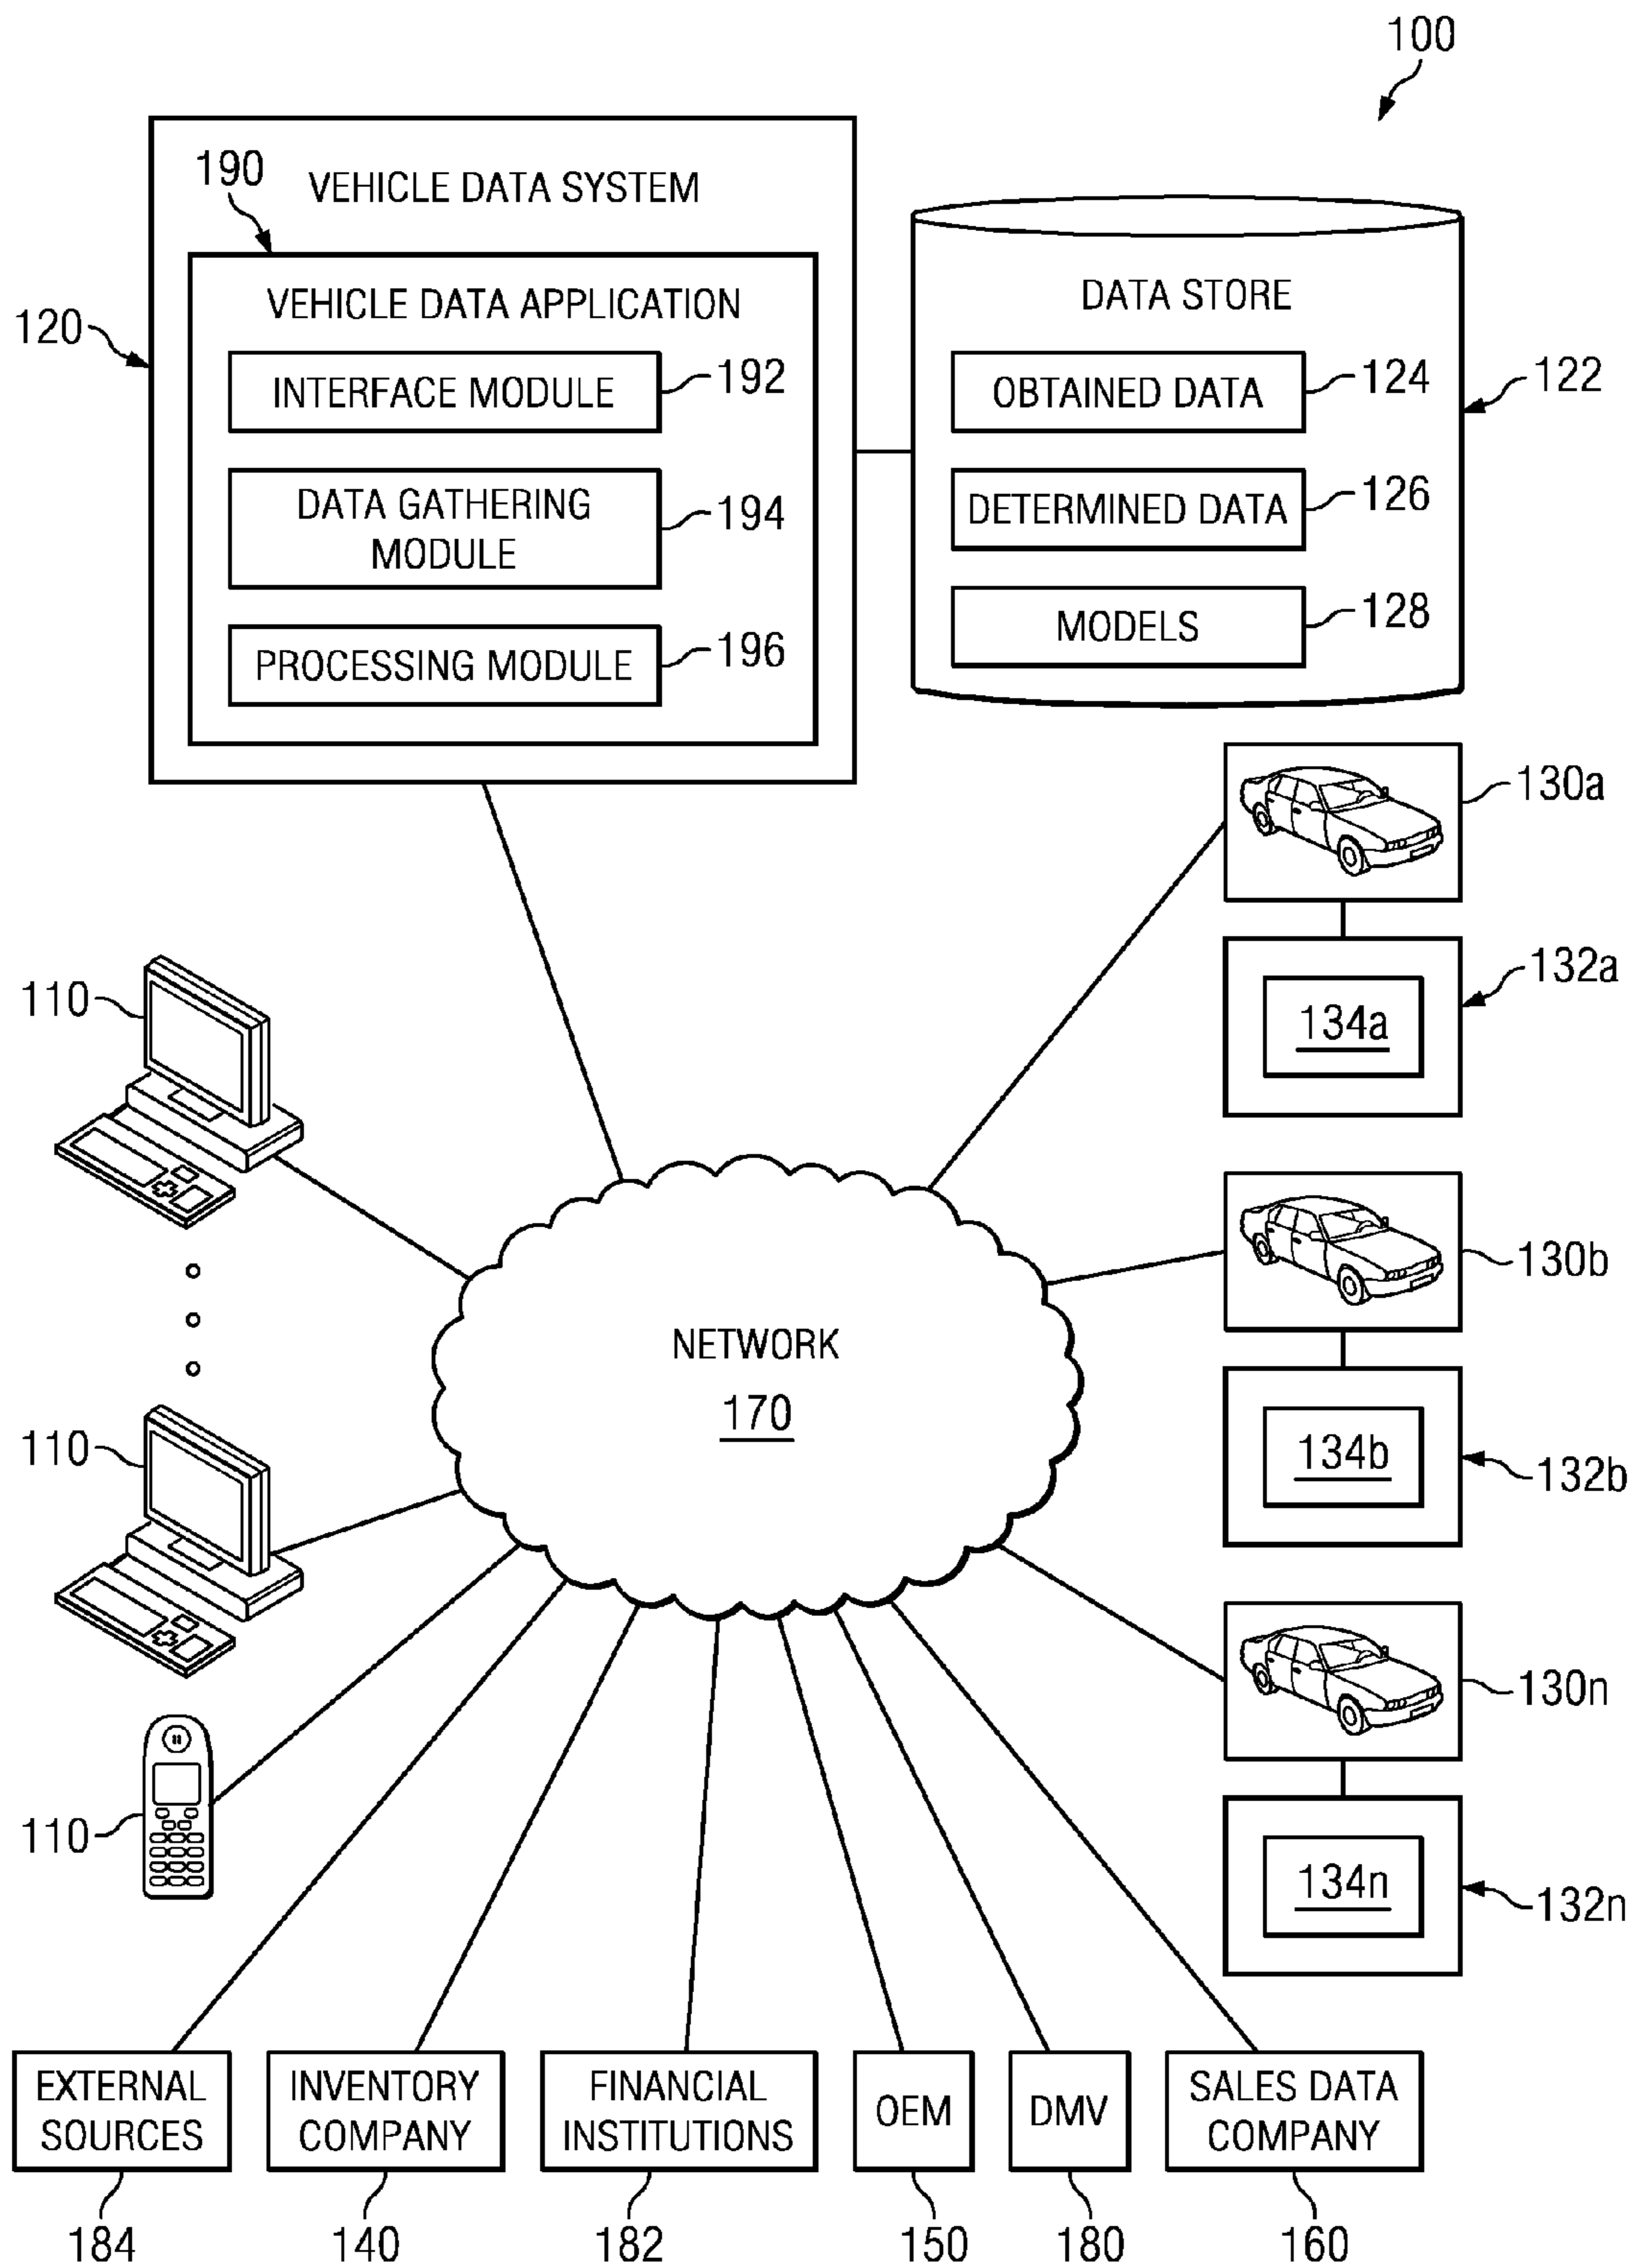 100
190
VEHICLE DATA SYSTEM
VEHICLE DATA APPLICATION
120
INTERFACE MODULE
192
DATA GATHERING
MODULE
194
PROCESSING MODULE
196
DATA STORE
OBTAINED DATA
124
122
DETERMINED DATA
126
MODELS
128
130a
132a
134a
110
130b
NETWORK
170
134b
132b
110
130n
110
134n
132n
EXTERNAL
SOURCES
INVENTORY
COMPANY
FINANCIAL
INSTITUTIONS
OEM
DMV
SALES DATA
COMPANY
184
140
182
150
180
160